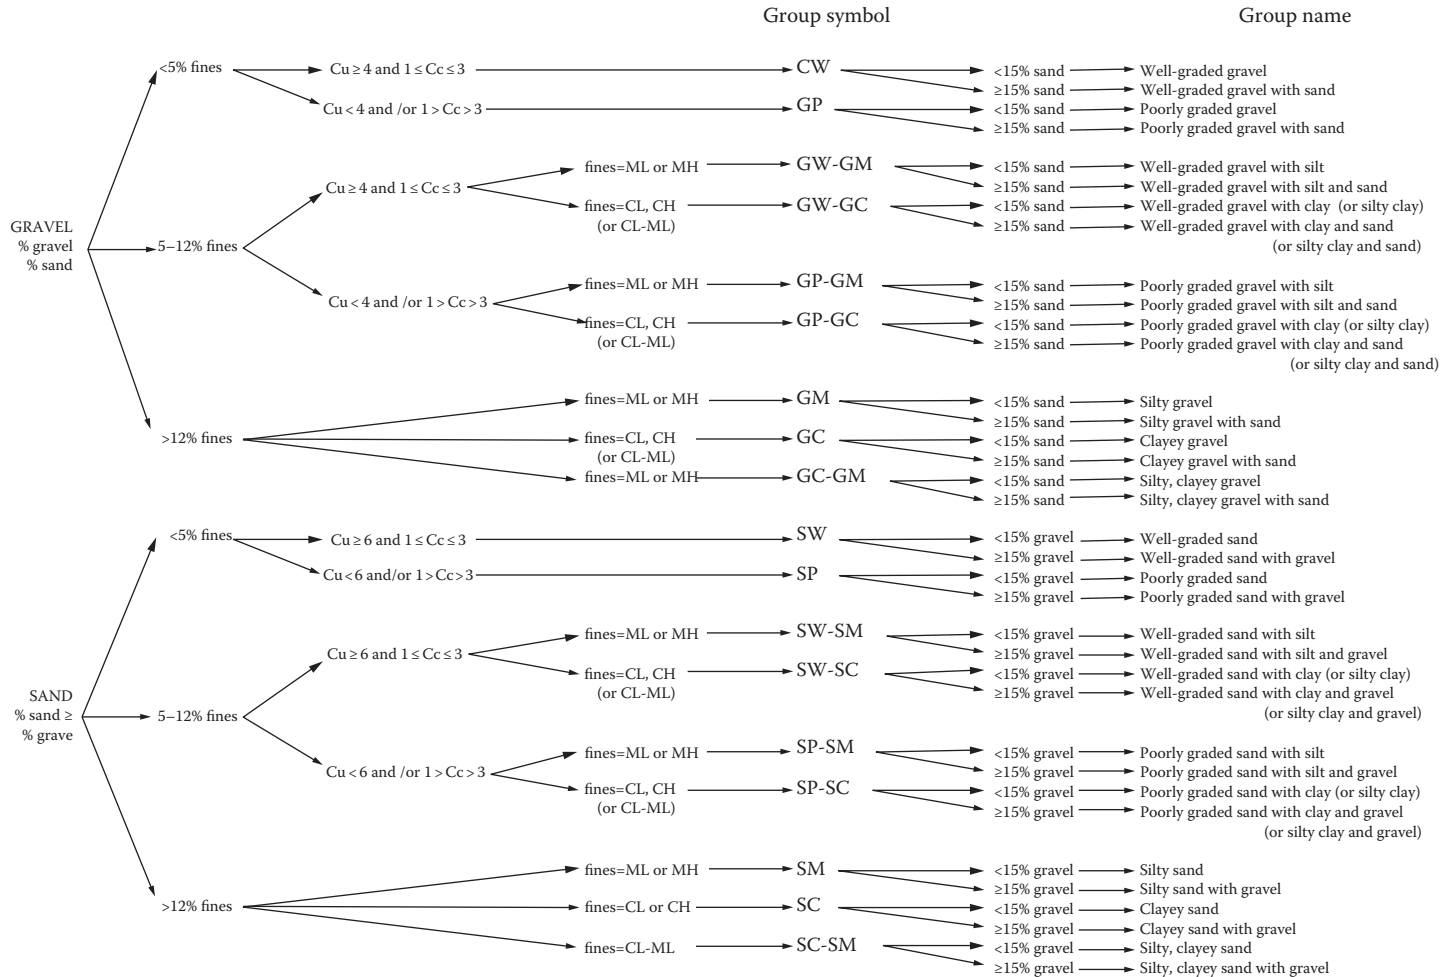 Group symbol Group name
<5% fines Cu ≥ 4 and 1 ≤ Cc ≤ 3 CW <15% sand Well-graded gravel
≥15% sand Well-graded gravel with sand
Cu < 4 and /or 1 > Cc > 3 GP <15% sand Poorly graded gravel
≥15% sand Poorly graded gravel with sand
fines=ML or MH GW-GM <15% sand Well-graded gravel with silt
Cu ≥ 4 and 1 ≤ Cc ≤ 3 ≥15% sand Well-graded gravel with silt and sand
fines=CL, CH GW-GC <15% sand Well-graded gravel with clay (or silty clay)
GRAVEL (or CL-ML) ≥15% sand Well-graded gravel with clay and sand
% gravel 5–12% fines (or silty clay and sand)
% sand
fines=ML or MH GP-GM <15% sand Poorly graded gravel with silt
Cu < 4 and /or 1 > Cc > 3 ≥15% sand Poorly graded gravel with silt and sand
fines=CL, CH GP-GC <15% sand Poorly graded gravel with clay (or silty clay)
(or CL-ML) ≥15% sand Poorly graded gravel with clay and sand
(or silty clay and sand)
fines=ML or MH GM <15% sand Silty gravel
≥15% sand Silty gravel with sand
>12% fines fines=CL, CH GC <15% sand Clayey gravel
(or CL-ML) ≥15% sand Clayey gravel with sand
fines=ML or MH GC-GM <15% sand Silty, clayey gravel
≥15% sand Silty, clayey gravel with sand
<5% fines Cu ≥ 6 and 1 ≤ Cc ≤ 3 SW <15% gravel Well-graded sand
≥15% gravel Well-graded sand with gravel
Cu < 6 and/or 1 > Cc > 3 SP <15% gravel Poorly graded sand
≥15% gravel Poorly graded sand with gravel
fines=ML or MH SW-SM <15% gravel Well-graded sand with silt
Cu ≥ 6 and 1 ≤ Cc ≤ 3 ≥15% gravel Well-graded sand with silt and gravel
fines=CL, CH SW-SC <15% gravel Well-graded sand with clay (or silty clay)
SAND (or CL-ML) ≥15% gravel Well-graded sand with clay and gravel
% sand ≥ 5–12% fines (or silty clay and gravel)
% grave
fines=ML or MH SP-SM <15% gravel Poorly graded sand with silt
Cu < 6 and /or 1 > Cc > 3 ≥15% gravel Poorly graded sand with silt and gravel
fines=CL, CH SP-SC <15% gravel Poorly graded sand with clay (or silty clay)
(or CL-ML) ≥15% gravel Poorly graded sand with clay and gravel
(or silty clay and gravel)
fines=ML or MH SM <15% gravel Silty sand
≥15% gravel Silty sand with gravel
>12% fines fines=CL or CH SC <15% gravel Clayey sand
≥15% gravel Clayey sand with gravel
fines=CL-ML SC-SM <15% gravel Silty, clayey sand
≥15% gravel Silty, clayey sand with gravel